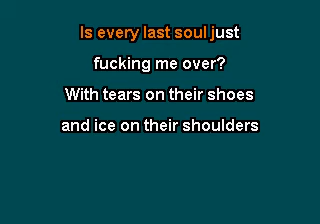 Is every last soul just
fucking me over?
With tears on their shoes
and ice on their shoulders